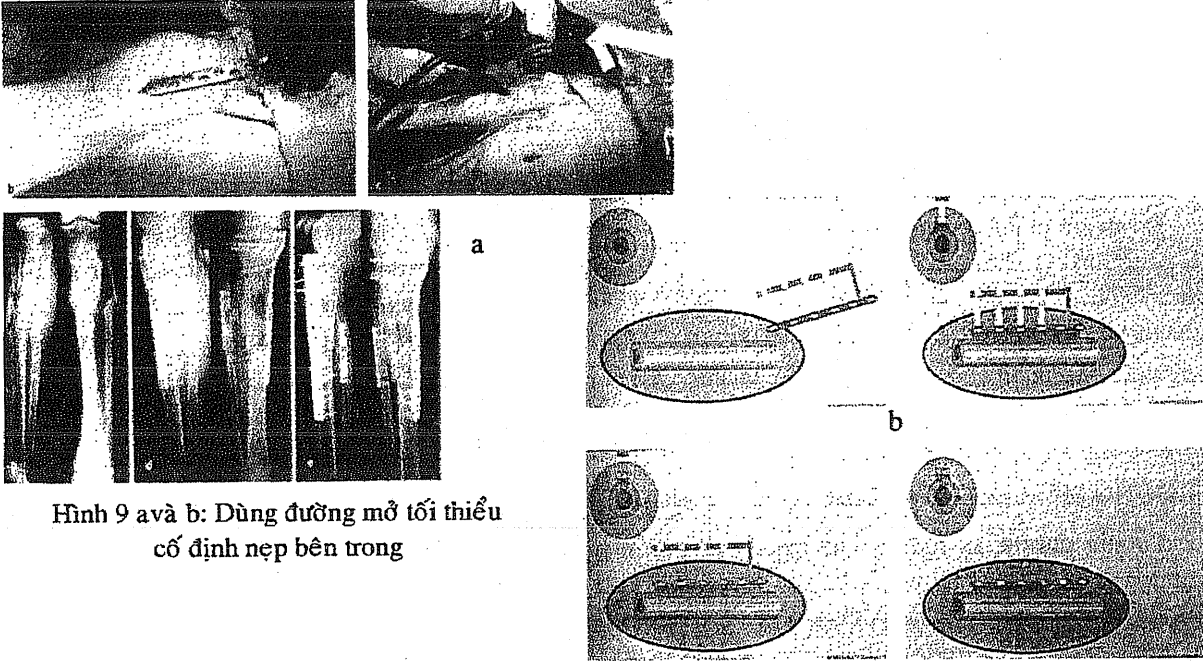 b
a
b
Hình 9 avà b: Dùng đường mở tối thiểu
cố định nẹp bên trong